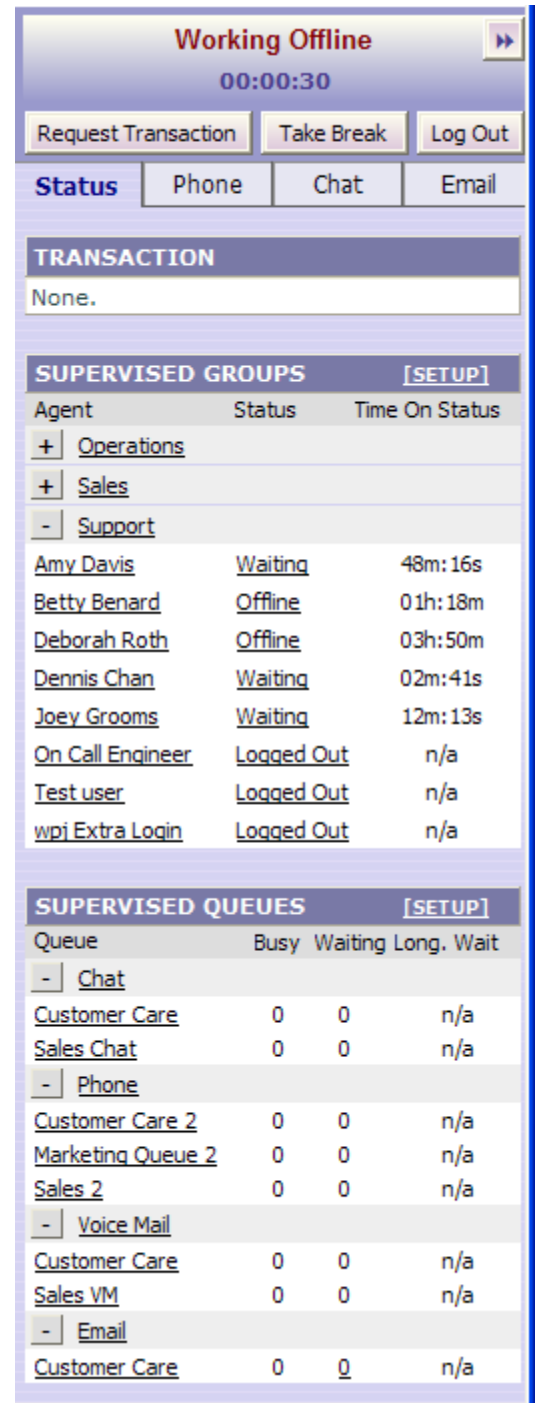 Working Offline
00:00:30
Request Transaction Take Break Log Out
Status Phone Chat Email
TRANSACTION
None.
SUPERVISED GROUPS [SETUP]
Agent Status Time On Status
+ Operations
+ Sales
- Support
Amy Davis Waiting 48m:16s
Betty Benard Offline 01h:18m
Deborah Roth Offline 03h:50m
Dennis Chan Waiting 02m:41s
Joey Grooms Waiting 12m:13s
On Call Engineer Logged Out n/a
Test user Logged Out n/a
wpj Extra Login Logged Out n/a
SUPERVISED QUEUES [SETUP]
Queue Busy Waiting Long. Wait
- Chat
Customer Care 0 0 n/a
Sales Chat 0 0 n/a
- Phone
Customer Care 2 0 0 n/a
Marketing Queue 2 0 0 n/a
Sales 2 0 0 n/a
- Voice Mail
Customer Care 0 0 n/a
Sales VM 0 0 n/a
- Email
Customer Care 0 0 n/a